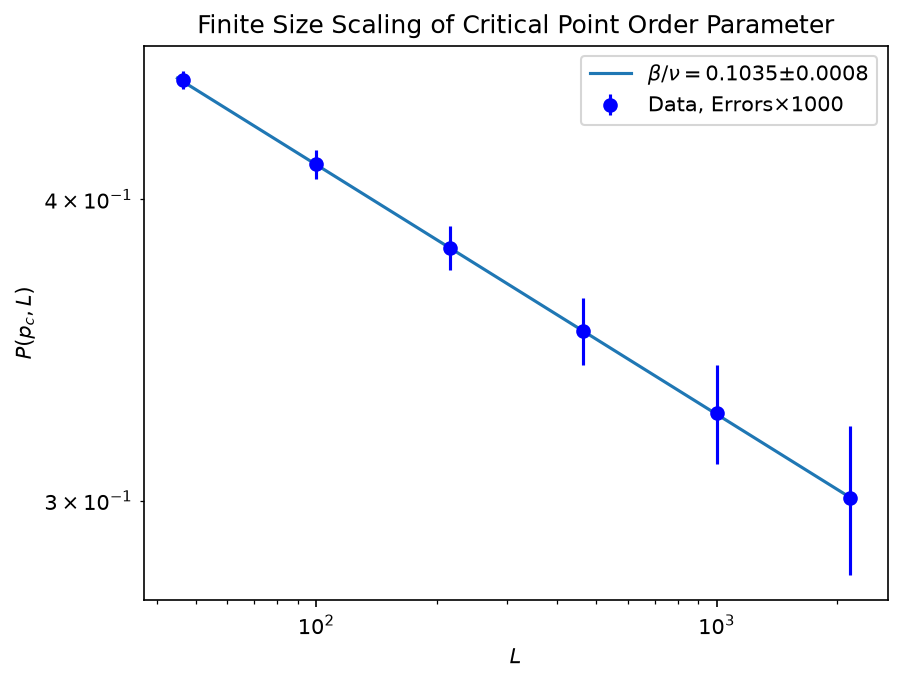 Finite Size Scaling of Critical Point Order Parameter
β/ν = 0.1035±0.0008
Data, Errors×1000
4 × 10⁻¹
3 × 10⁻¹
P(p_c, L)
10²
10³
L